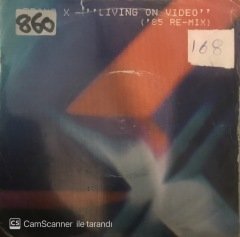 X - ''LIVING ON VIDEO''
('85 RE-MIX)
860
168
CS CamScanner ile tarandı